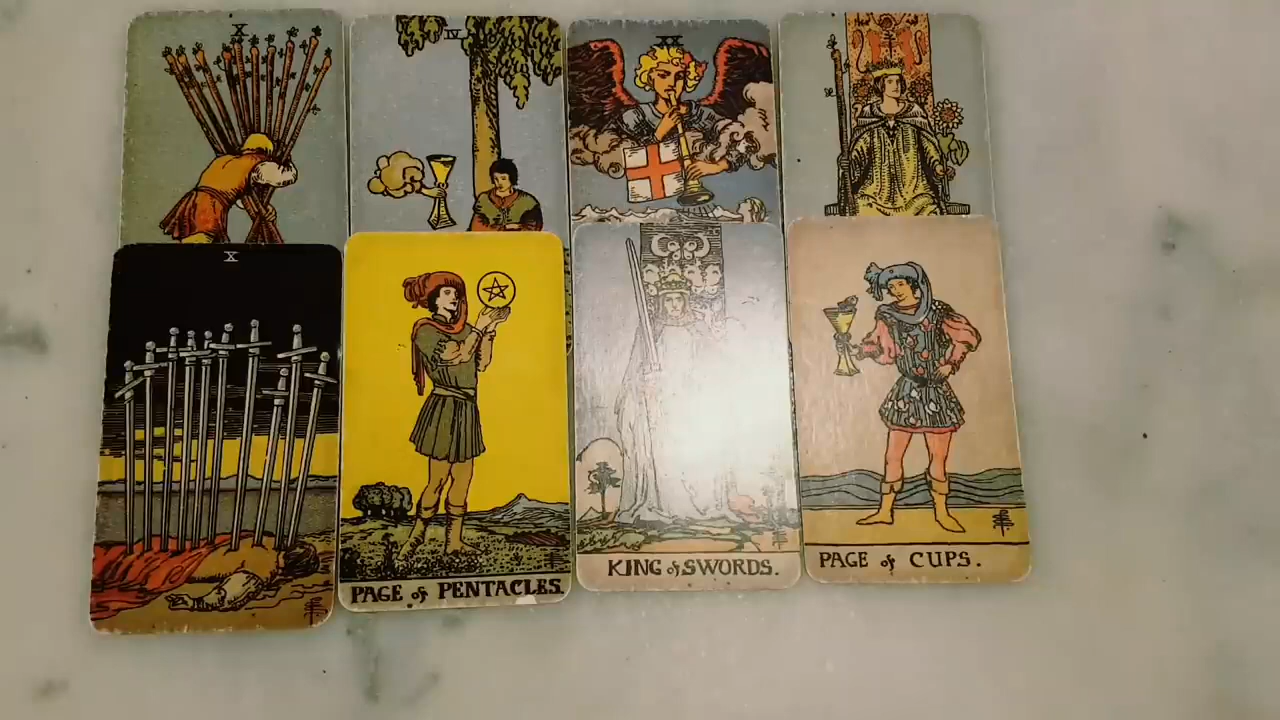 X
IV
XX
X
PAGE of PENTACLES.
KING of SWORDS.
PAGE of CUPS.